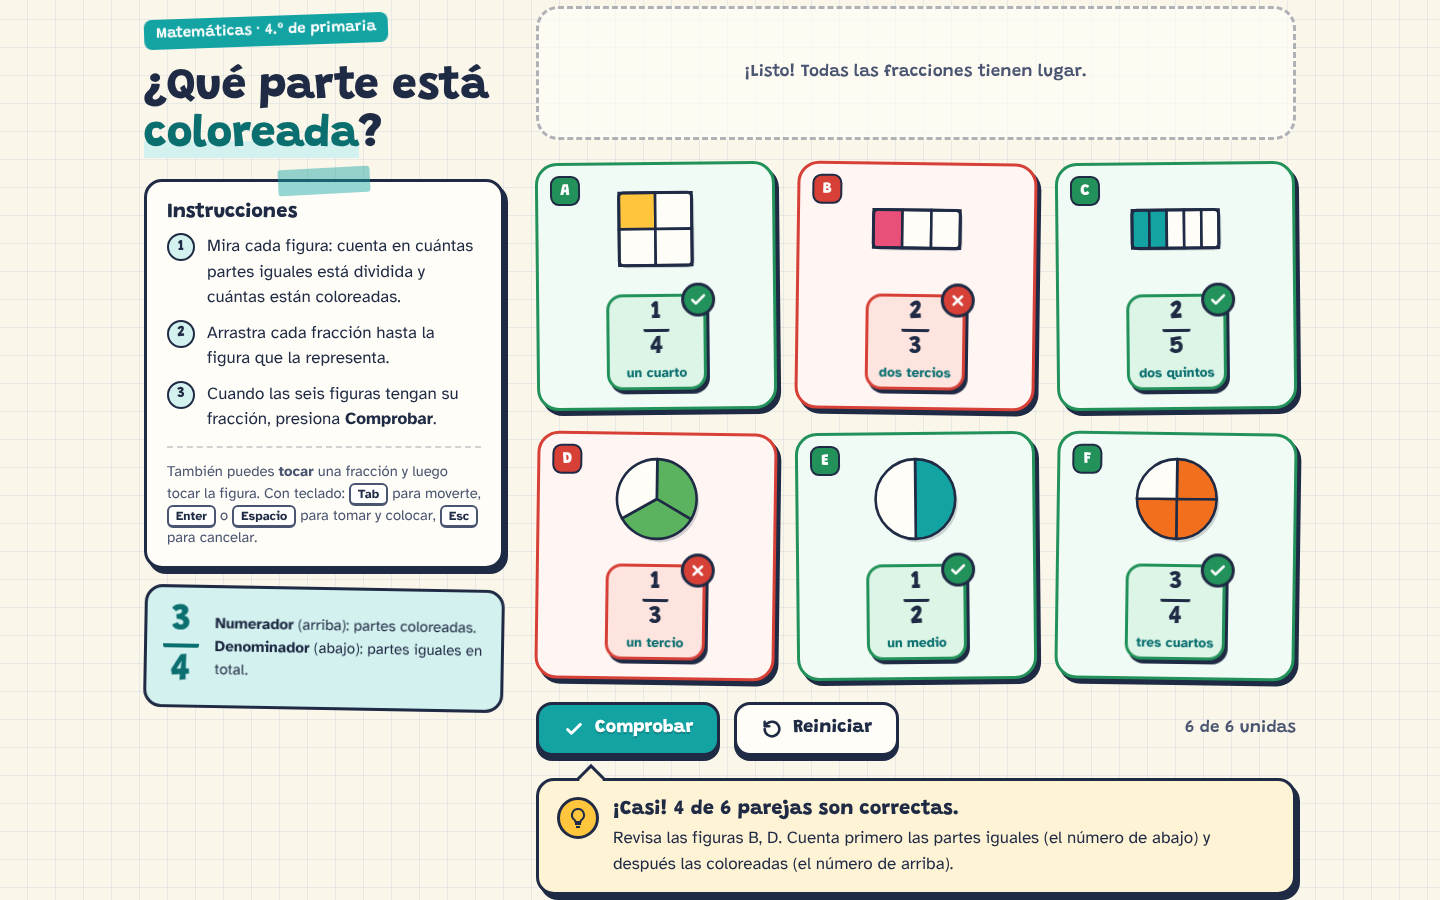 Matemáticas · 4.º de primaria
¿Qué parte está
coloreada?
Instrucciones
1
Mira cada figura: cuenta en cuántas
partes iguales está dividida y
cuántas están coloreadas.
2
Arrastra cada fracción hasta la
figura que la representa.
3
Cuando las seis figuras tengan su
fracción, presiona Comprobar.
También puedes tocar una fracción y luego
tocar la figura. Con teclado: Tab para moverte,
Enter o Espacio para tomar y colocar, Esc
para cancelar.
3
4
Numerador (arriba): partes coloreadas.
Denominador (abajo): partes iguales en
total.
¡Listo! Todas las fracciones tienen lugar.
A
1
4
un cuarto
B
2
3
dos tercios
C
2
5
dos quintos
D
1
3
un tercio
E
1
2
un medio
F
3
4
tres cuartos
Comprobar
Reiniciar
6 de 6 unidas
¡Casi! 4 de 6 parejas son correctas.
Revisa las figuras B, D. Cuenta primero las partes iguales (el número de abajo) y
después las coloreadas (el número de arriba).